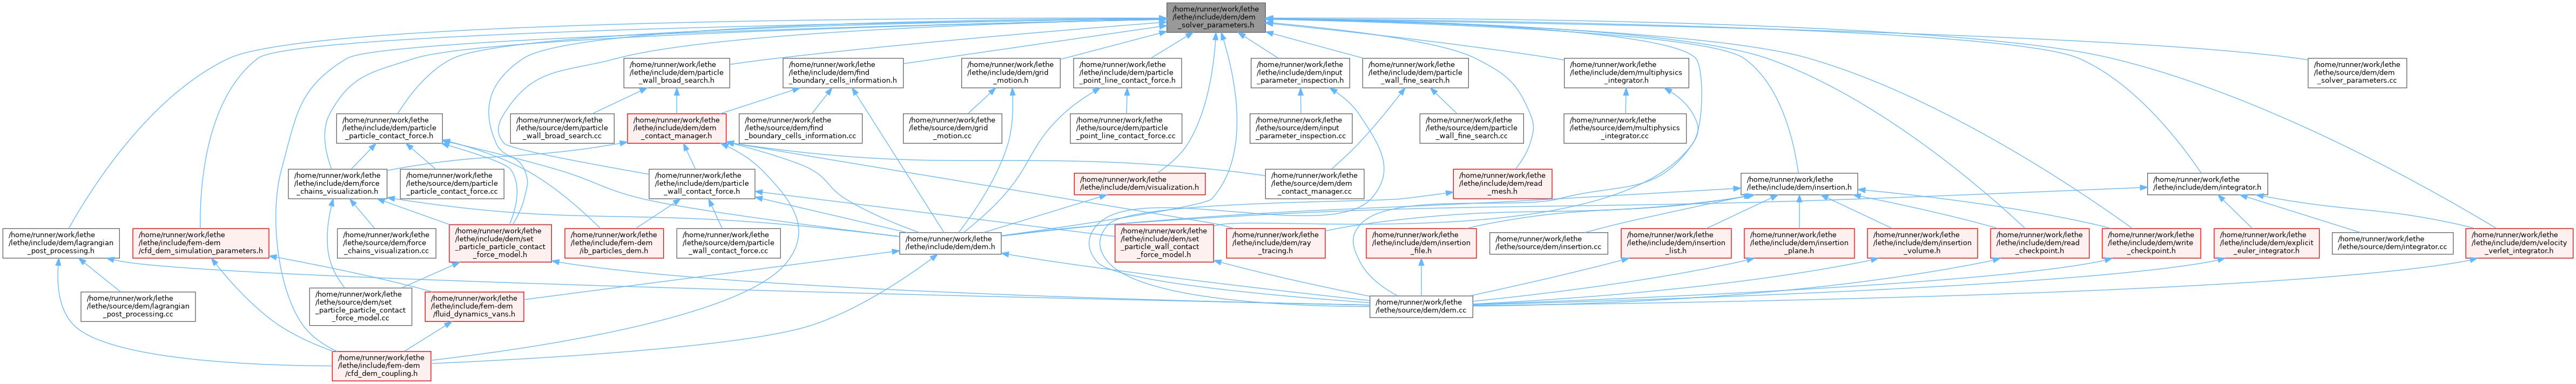 /home/runner/work/lethe
/lethe/include/dem/dem
_solver_parameters.h
/home/runner/work/lethe
/lethe/include/dem/particle
_wall_broad_search.h
/home/runner/work/lethe
/lethe/include/dem/find
_boundary_cells_information.h
/home/runner/work/lethe
/lethe/include/dem/grid
_motion.h
/home/runner/work/lethe
/lethe/include/dem/particle
_point_line_contact_force.h
/home/runner/work/lethe
/lethe/include/dem/input
_parameter_inspection.h
/home/runner/work/lethe
/lethe/include/dem/particle
_wall_fine_search.h
/home/runner/work/lethe
/lethe/include/dem/multiphysics
_integrator.h
/home/runner/work/lethe
/lethe/source/dem/dem
_solver_parameters.cc
/home/runner/work/lethe
/lethe/include/dem/particle
_particle_contact_force.h
/home/runner/work/lethe
/lethe/source/dem/particle
_wall_broad_search.cc
/home/runner/work/lethe
/lethe/include/dem/dem
_contact_manager.h
/home/runner/work/lethe
/lethe/source/dem/find
_boundary_cells_information.cc
/home/runner/work/lethe
/lethe/source/dem/grid
_motion.cc
/home/runner/work/lethe
/lethe/source/dem/particle
_point_line_contact_force.cc
/home/runner/work/lethe
/lethe/source/dem/input
_parameter_inspection.cc
/home/runner/work/lethe
/lethe/source/dem/particle
_wall_fine_search.cc
/home/runner/work/lethe
/lethe/source/dem/multiphysics
_integrator.cc
/home/runner/work/lethe
/lethe/include/dem/force
_chains_visualization.h
/home/runner/work/lethe
/lethe/source/dem/particle
_particle_contact_force.cc
/home/runner/work/lethe
/lethe/include/dem/particle
_wall_contact_force.h
/home/runner/work/lethe
/lethe/include/dem/visualization.h
/home/runner/work/lethe
/lethe/source/dem/dem
_contact_manager.cc
/home/runner/work/lethe
/lethe/include/dem/read
_mesh.h
/home/runner/work/lethe
/lethe/include/dem/insertion.h
/home/runner/work/lethe
/lethe/include/dem/integrator.h
/home/runner/work/lethe
/lethe/include/dem/lagrangian
_post_processing.h
/home/runner/work/lethe
/lethe/include/fem-dem
/cfd_dem_simulation_parameters.h
/home/runner/work/lethe
/lethe/source/dem/force
_chains_visualization.cc
/home/runner/work/lethe
/lethe/include/dem/set
_particle_particle_contact
_force_model.h
/home/runner/work/lethe
/lethe/include/fem-dem
/ib_particles_dem.h
/home/runner/work/lethe
/lethe/source/dem/particle
_wall_contact_force.cc
/home/runner/work/lethe
/lethe/include/dem/dem.h
/home/runner/work/lethe
/lethe/include/dem/set
_particle_wall_contact
_force_model.h
/home/runner/work/lethe
/lethe/include/dem/ray
_tracing.h
/home/runner/work/lethe
/lethe/include/dem/insertion
_file.h
/home/runner/work/lethe
/lethe/source/dem/insertion.cc
/home/runner/work/lethe
/lethe/include/dem/insertion
_list.h
/home/runner/work/lethe
/lethe/include/dem/insertion
_plane.h
/home/runner/work/lethe
/lethe/include/dem/insertion
_volume.h
/home/runner/work/lethe
/lethe/include/dem/read
_checkpoint.h
/home/runner/work/lethe
/lethe/include/dem/write
_checkpoint.h
/home/runner/work/lethe
/lethe/include/dem/explicit
_euler_integrator.h
/home/runner/work/lethe
/lethe/source/dem/integrator.cc
/home/runner/work/lethe
/lethe/include/dem/velocity
_verlet_integrator.h
/home/runner/work/lethe
/lethe/source/dem/lagrangian
_post_processing.cc
/home/runner/work/lethe
/lethe/source/dem/set
_particle_particle_contact
_force_model.cc
/home/runner/work/lethe
/lethe/include/fem-dem
/fluid_dynamics_vans.h
/home/runner/work/lethe
/lethe/source/dem/dem.cc
/home/runner/work/lethe
/lethe/include/fem-dem
/cfd_dem_coupling.h